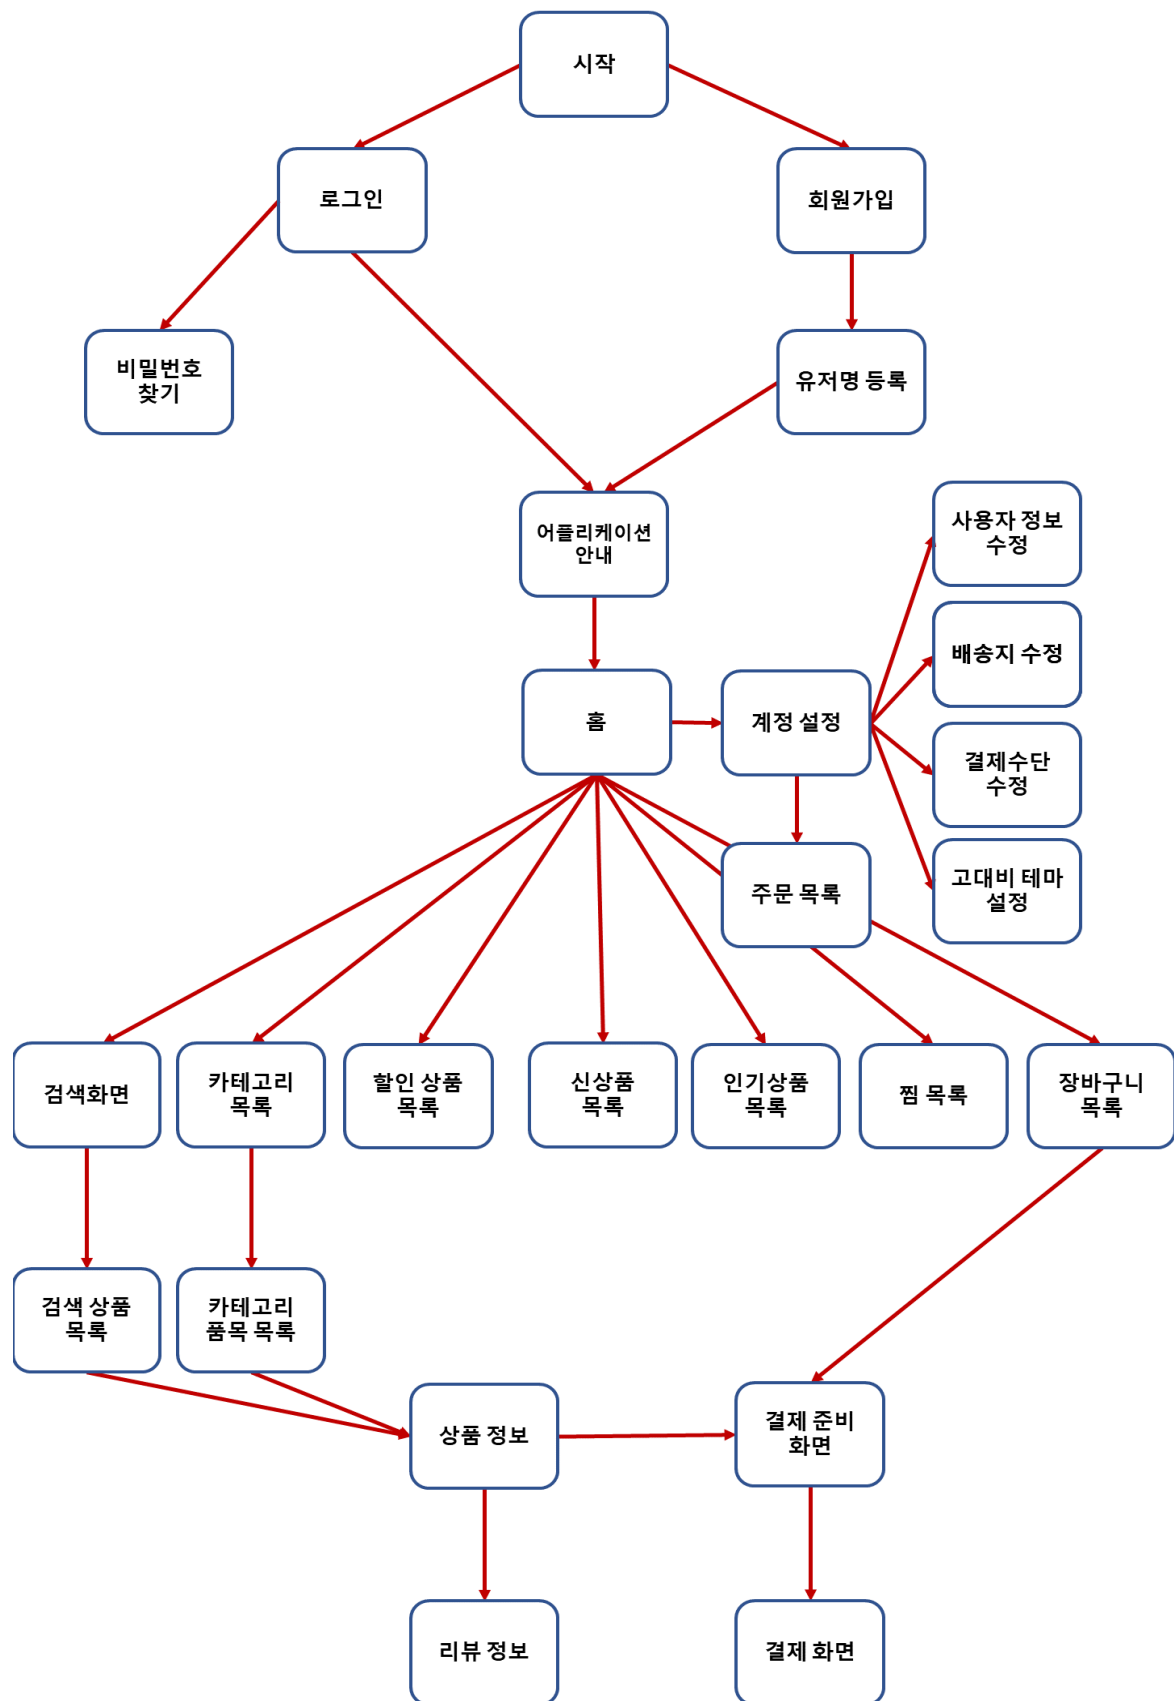 시작
로그인
회원가입
비밀번호
찾기
유저명 등록
어플리케이션
안내
사용자 정보
수정
배송지 수정
홈
계정 설정
결제수단
수정
주문 목록
고대비 테마
설정
검색화면
카테고리
목록
할인 상품
목록
신상품
목록
인기상품
목록
찜 목록
장바구니
목록
검색 상품
목록
카테고리
품목 목록
상품 정보
결제 준비
화면
리뷰 정보
결제 화면